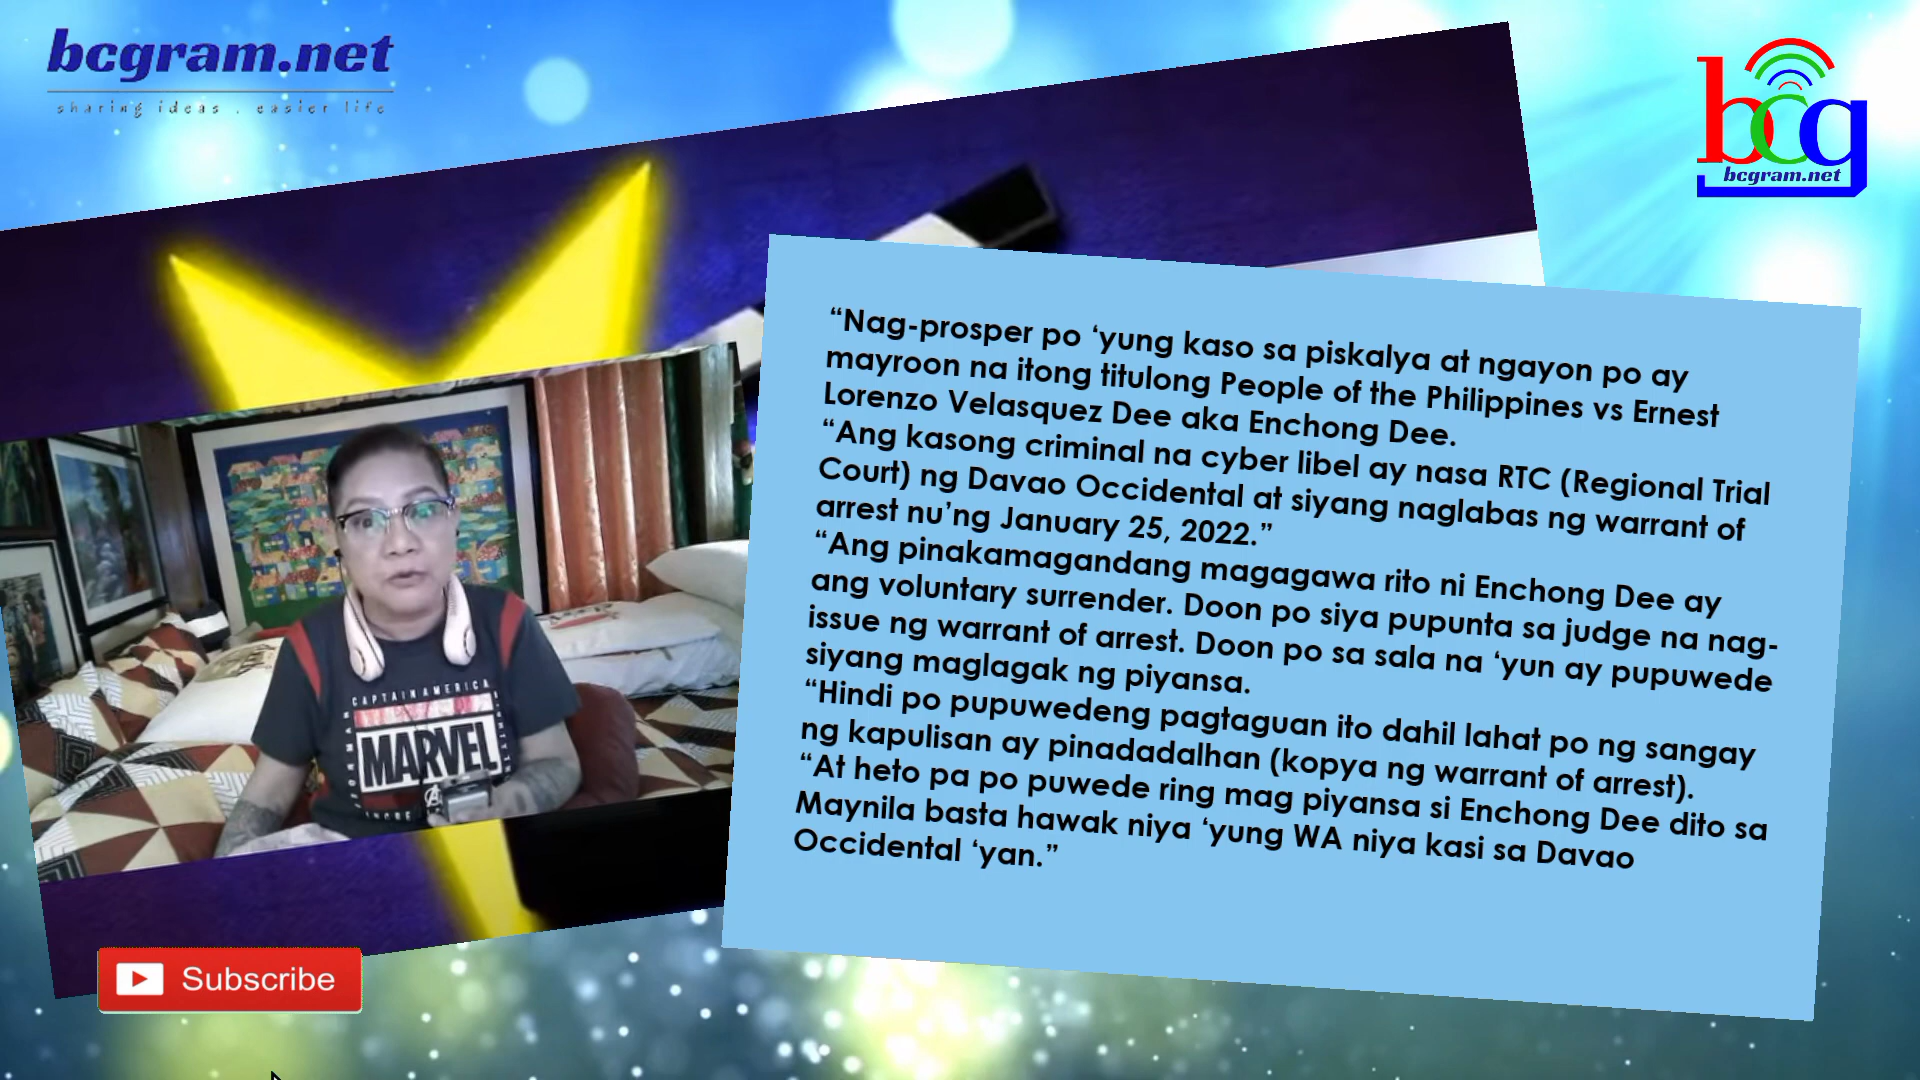 bcgram.net
sharing ideas . easier life
bcg
bcgram.net
“Nag-prosper po ‘yung kaso sa piskalya at ngayon po ay
mayroon na itong titulong People of the Philippines vs Ernest
Lorenzo Velasquez Dee aka Enchong Dee.
“Ang kasong criminal na cyber libel ay nasa RTC (Regional Trial
Court) ng Davao Occidental at siyang naglabas ng warrant of
arrest nu’ng January 25, 2022.”
“Ang pinakamagandang magagawa rito ni Enchong Dee ay
ang voluntary surrender. Doon po siya pupunta sa judge na nag-
issue ng warrant of arrest. Doon po sa sala na ‘yun ay pupuwede
siyang maglagak ng piyansa.
“Hindi po pupuwedeng pagtaguan ito dahil lahat po ng sangay
ng kapulisan ay pinadadalhan (kopya ng warrant of arrest).
“At heto pa po puwede ring mag piyansa si Enchong Dee dito sa
Maynila basta hawak niya ‘yung WA niya kasi sa Davao
Occidental ‘yan.”
CAPTAIN AMERICA
MARVEL
Subscribe